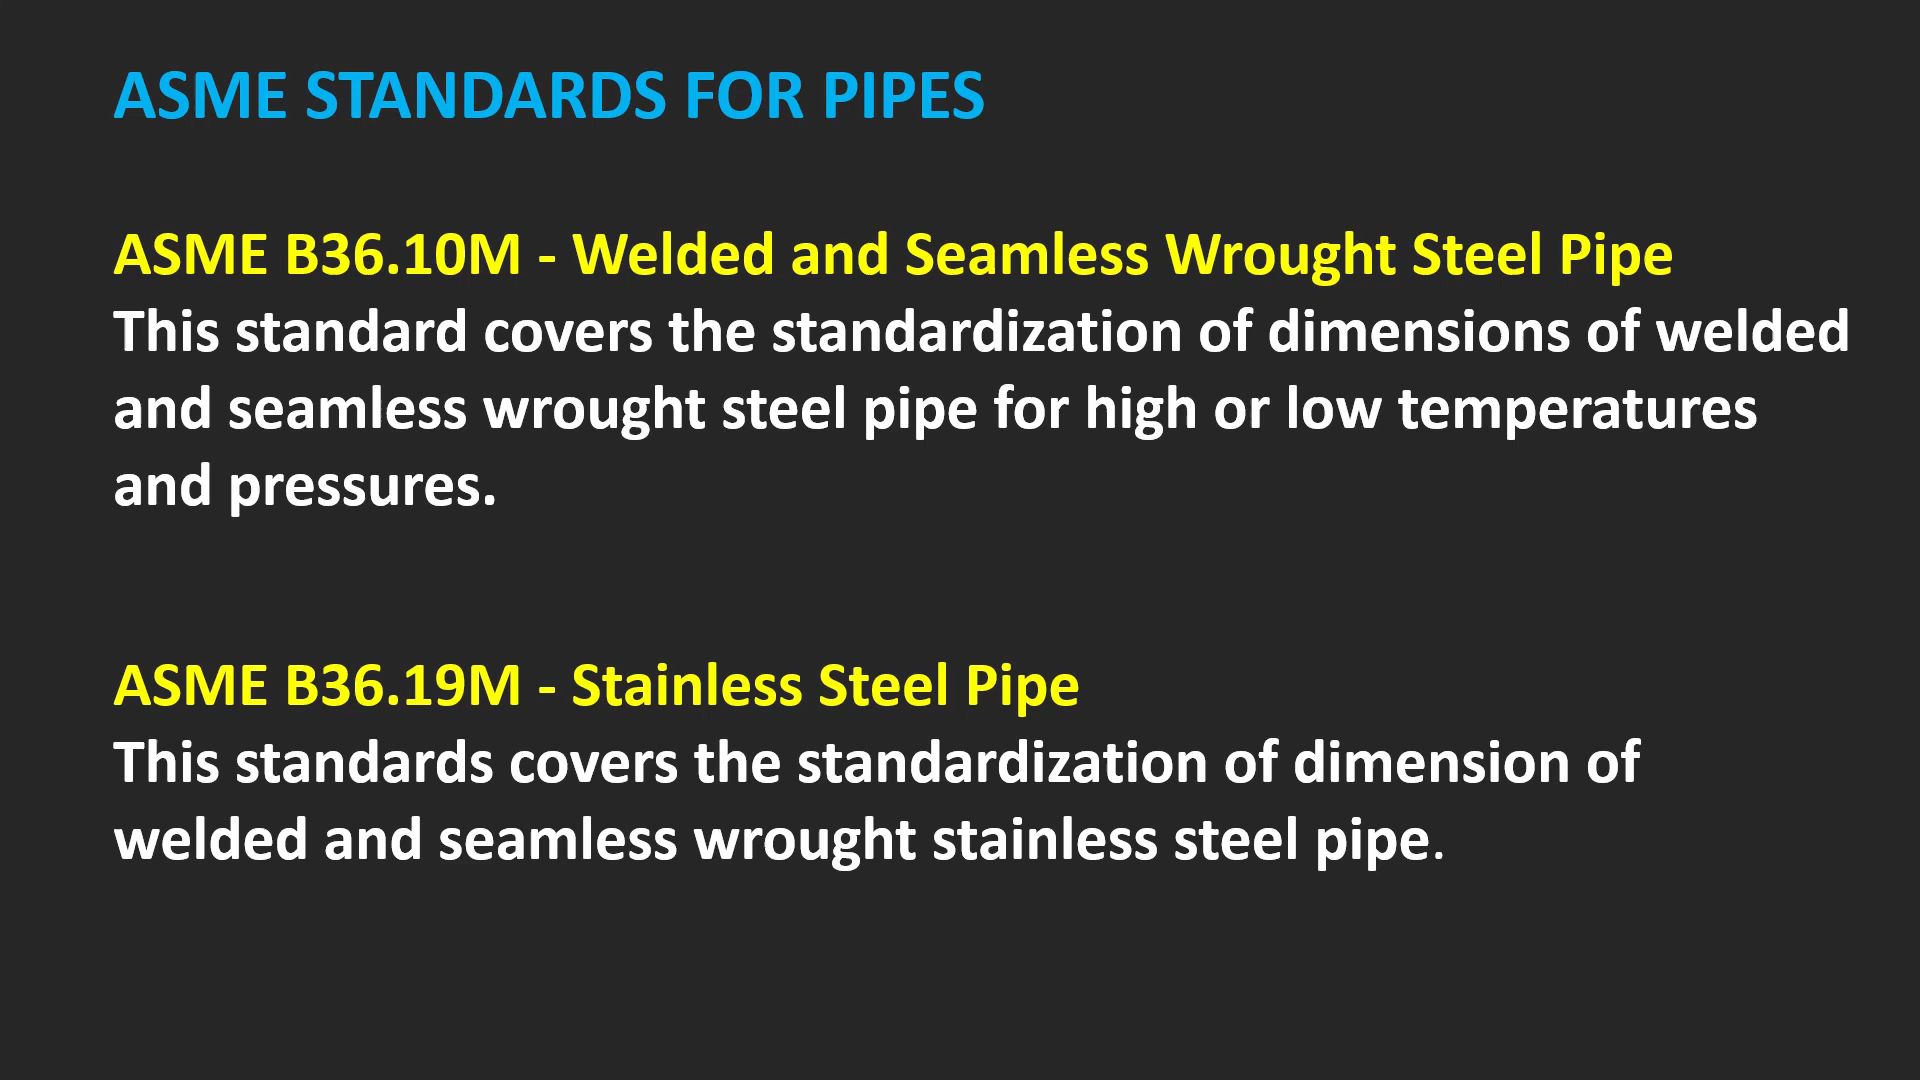 ASME STANDARDS FOR PIPES
ASME B36.10M - Welded and Seamless Wrought Steel Pipe
This standard covers the standardization of dimensions of welded
and seamless wrought steel pipe for high or low temperatures
and pressures.
ASME B36.19M - Stainless Steel Pipe
This standards covers the standardization of dimension of
welded and seamless wrought stainless steel pipe.